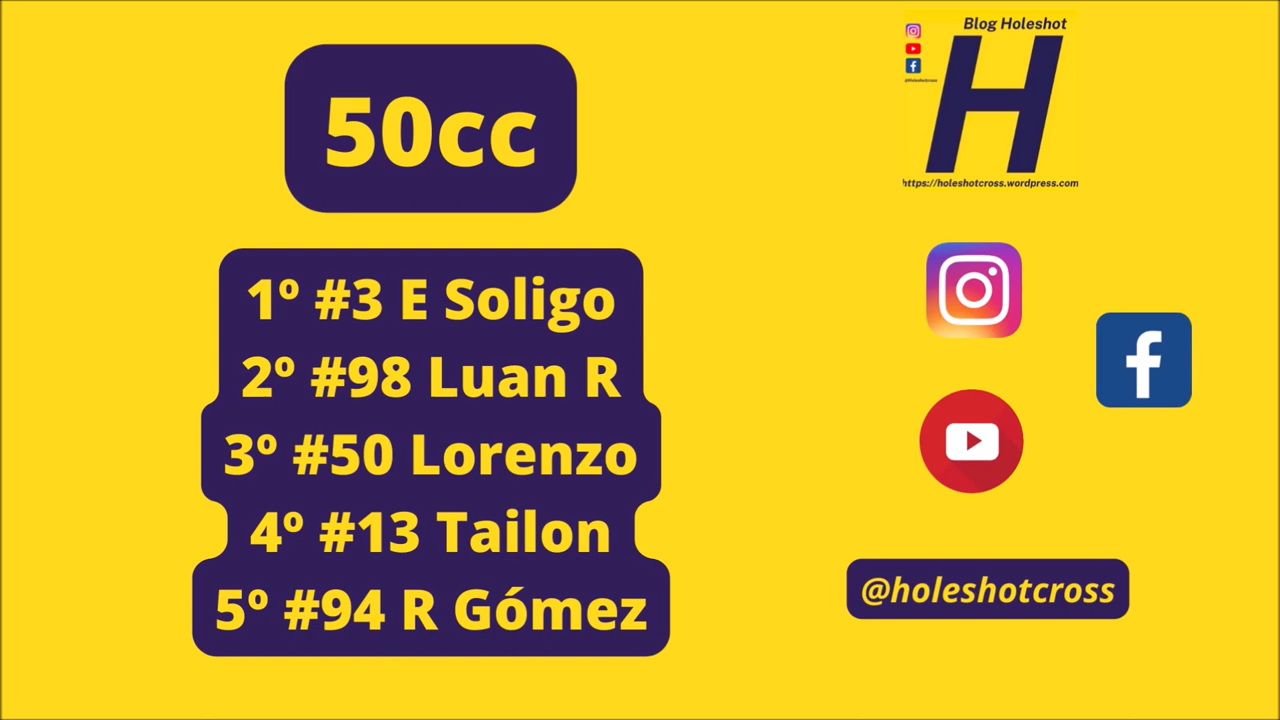 50cc
1º #3 E Soligo
2º #98 Luan R
3º #50 Lorenzo
4º #13 Tailon
5º #94 R Gómez
Blog Holeshot
@holeshotcross
H
https://holeshotcross.wordpress.com
@holeshotcross